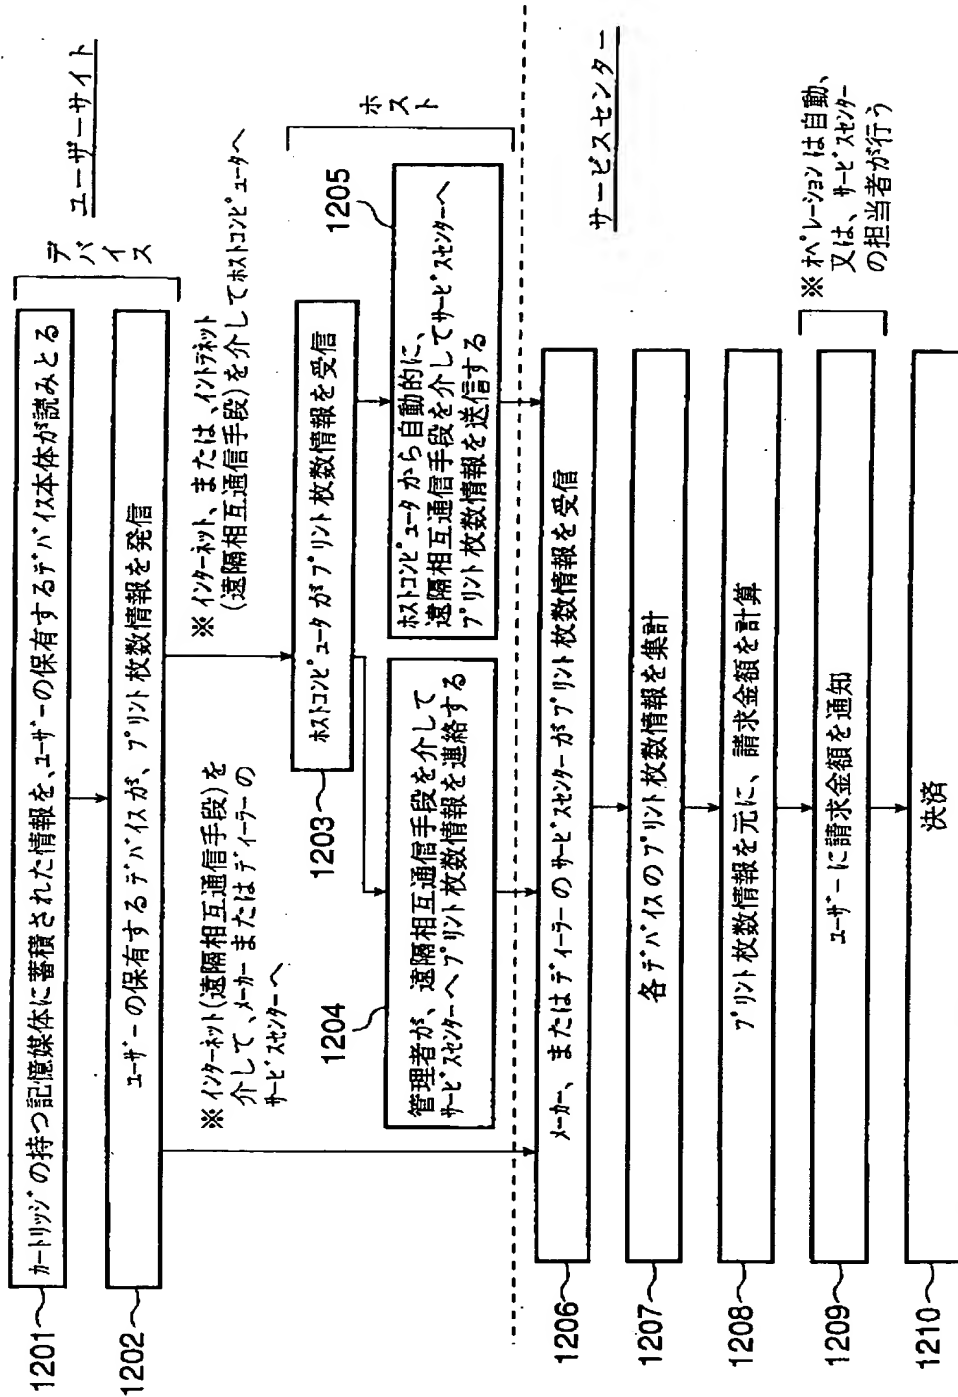 ユーザーサイト
デバイス
1201
カートリッジの持つ記憶媒体に蓄積された情報を、ユーザーの保有するデバイス本体が読みとる
1202
ユーザーの保有するデバイスが、プリント枚数情報を発信
※インターネット(遠隔相互通信手段)を
介して、メーカーまたはディーラーの
サービスセンターへ
※インターネット、または、イントラネット
(遠隔相互通信手段)を介してホストコンピュータへ
ホスト
1203
ホストコンピュータがプリント枚数情報を受信
1204
管理者が、遠隔相互通信手段を介して
サービスセンターへプリント枚数情報を連絡する
1205
ホストコンピュータから自動的に、
遠隔相互通信手段を介してサービスセンターへ
プリント枚数情報を送信する
サービスセンター
1206
メーカー、またはディーラーのサービスセンターがプリント枚数情報を受信
1207
各デバイスのプリント枚数情報を集計
1208
プリント枚数情報を元に、請求金額を計算
1209
ユーザーに請求金額を通知
※オペレーションは自動、
又は、サービスセンター
の担当者が行う
1210
決済